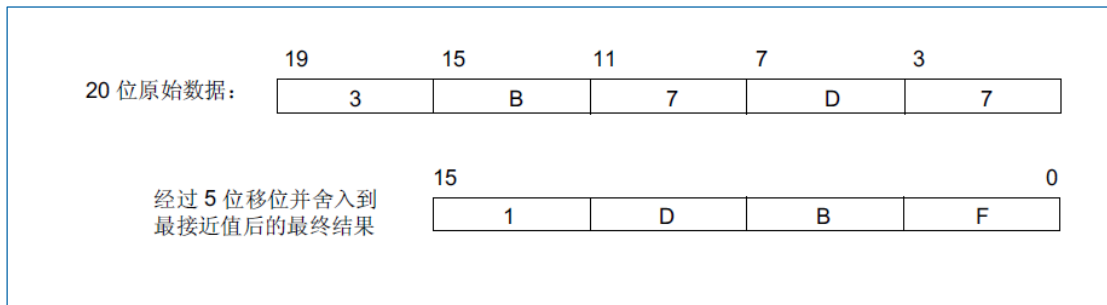 19 15 11 7 3
20 位原始数据： 3 B 7 D 7
15 0
经过 5 位移位并舍入到
最接近值后的最终结果
1 D B F